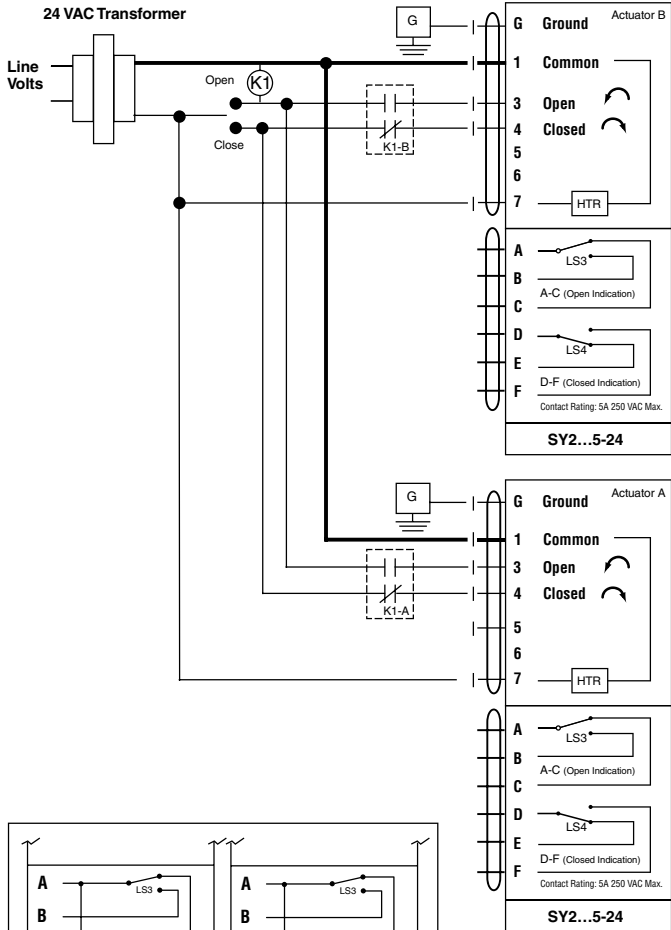 24 VAC Transformer
Line
Volts
Open
K1
Close
K1-B
G
Actuator B
G Ground
1 Common
3 Open
4 Closed
5
6
7
HTR
A
LS3
B
A-C (Open Indication)
C
D
LS4
E
D-F (Closed Indication)
F
Contact Rating: 5A 250 VAC Max.
SY2...5-24
G
Actuator A
G Ground
1 Common
3 Open
4 Closed
K1-A
5
6
7
HTR
A
LS3
B
A-C (Open Indication)
C
D
LS4
E
D-F (Closed Indication)
F
Contact Rating: 5A 250 VAC Max.
SY2...5-24
A
LS3
B
A
LS3
B